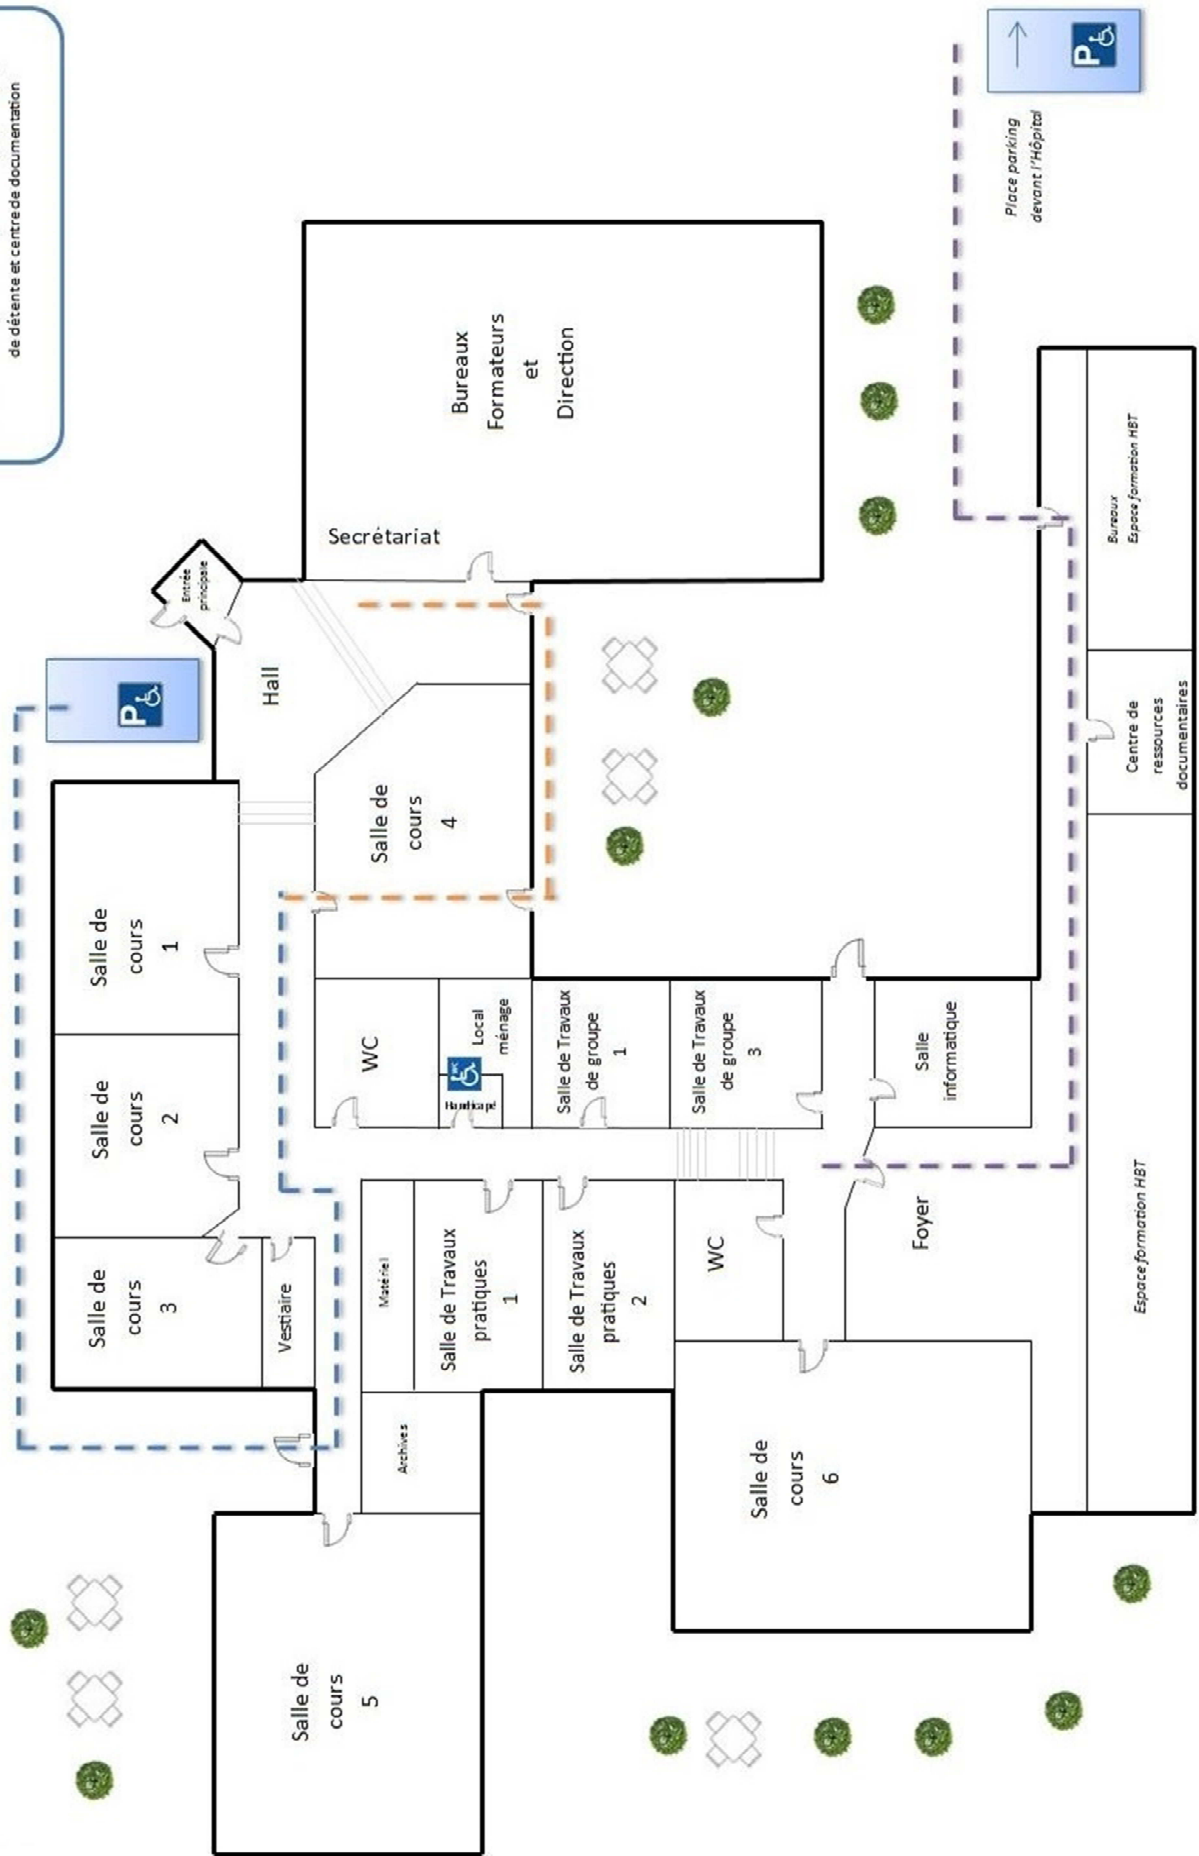 de détente et centre de documentation
P
Place parking
devant l'Hôpital
Bureaux
Formateurs
et
Direction
Secrétariat
Entrée
principale
Hall
P
Salle de
cours
1
Salle de
cours
2
Salle de
cours
3
Vestiaire
Salle de
cours
4
WC
Local
ménage
WC
Handicapé
Salle de Travaux
de groupe
1
Salle de Travaux
de groupe
3
Salle
informatique
Bureaux
Espace formation HBT
Centre de
ressources
documentaires
Espace formation HBT
Foyer
WC
Matériel
Salle de Travaux
pratiques
1
Salle de Travaux
pratiques
2
Archives
Salle de
cours
5
Salle de
cours
6